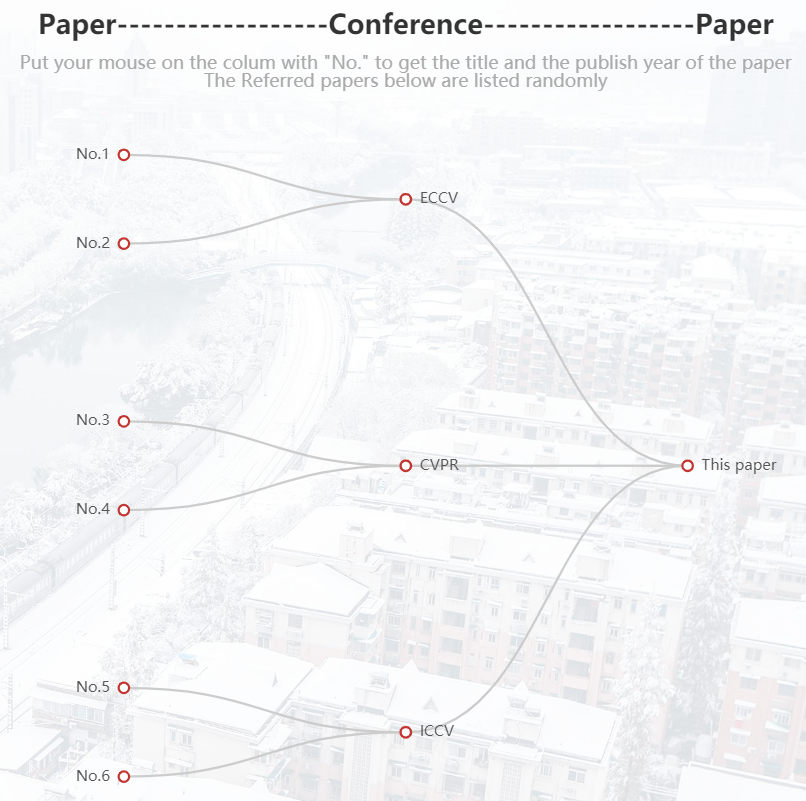 Paper-----------------Conference-----------------Paper
Put your mouse on the colum with "No." to get the title and the publish year of the paper
The Referred papers below are listed randomly
No.1
ECCV
No.2
No.3
CVPR
This paper
No.4
No.5
ICCV
No.6